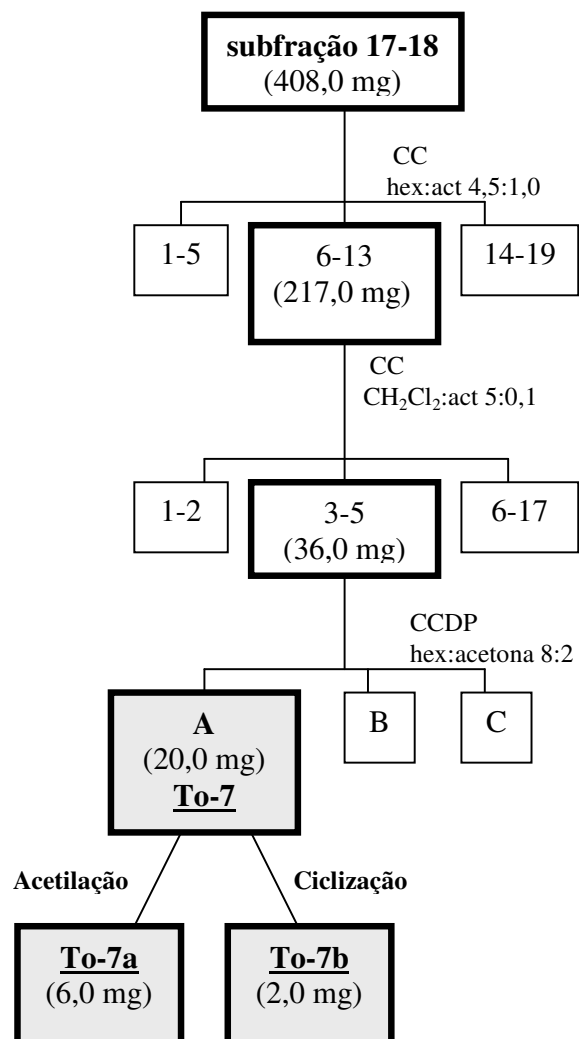 subfração 17-18
(408,0 mg)
CC
hex:act 4,5:1,0
1-5
6-13
(217,0 mg)
14-19
CC
CH₂Cl₂:act 5:0,1
1-2
3-5
(36,0 mg)
6-17
CCDP
hex:acetona 8:2
A
(20,0 mg)
To-7
B
C
Acetilação
Ciclização
To-7a
(6,0 mg)
To-7b
(2,0 mg)